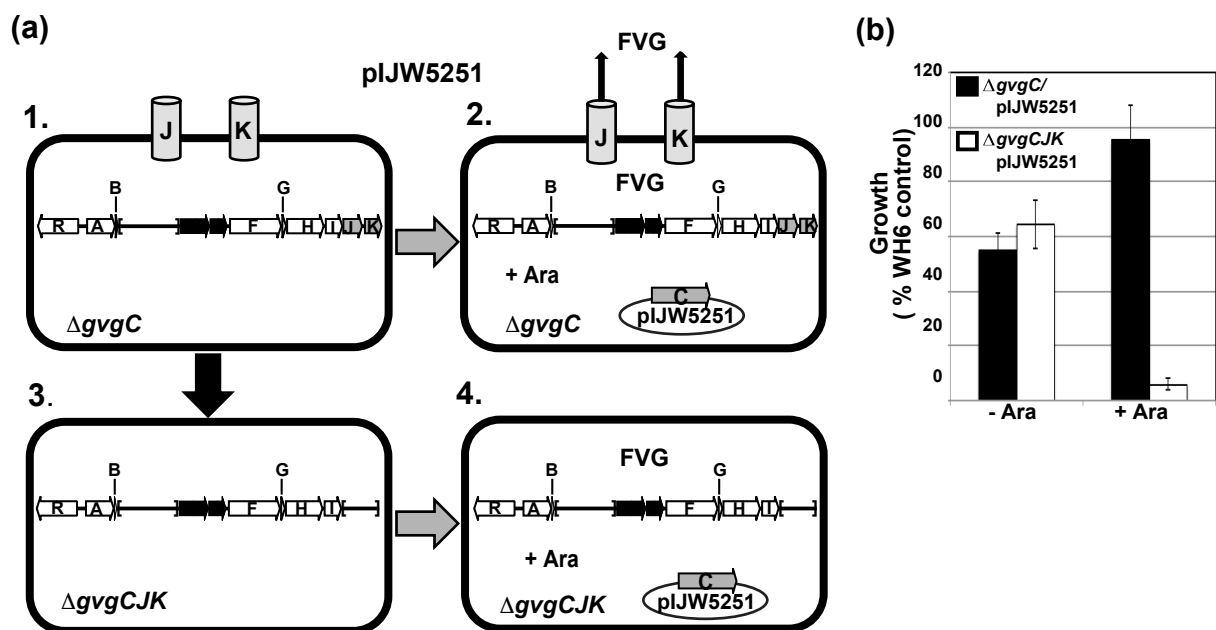 (a)
pIJW5251
FVG
1.
J K
B G
R A F H I J K
ΔgvgC
2.
J K
FVG
B G
R A F H I J K
+ Ara
C
ΔgvgC
pIJW5251
3.
B G
R A F H I
ΔgvgCJK
4.
FVG
B G
R A F H I
+ Ara
C
ΔgvgCJK
pIJW5251
(b)
ΔgvgC/
pIJW5251
ΔgvgCJK
pIJW5251
Growth
( % WH6 control)
120
100
80
60
40
20
0
- Ara + Ara